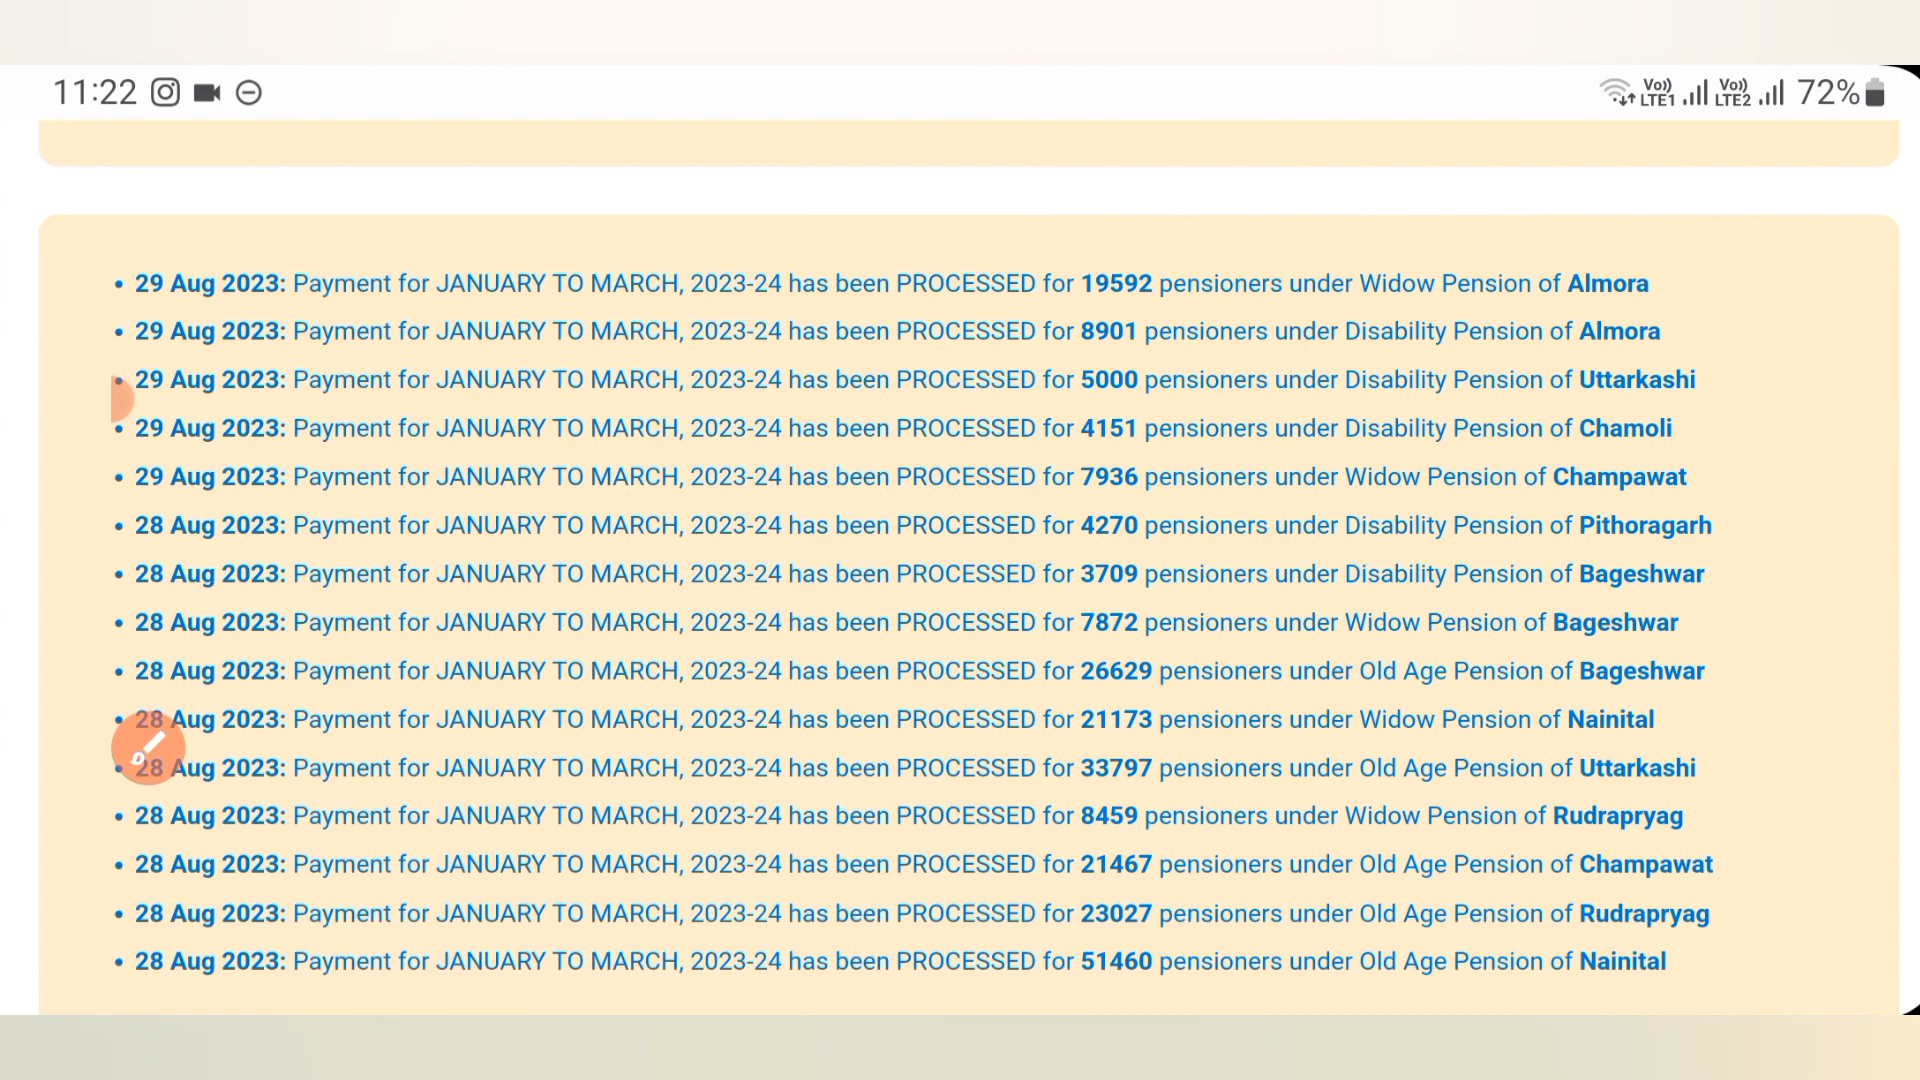 11:22 Vo)) LTE1 Vo)) LTE2 72%
• 29 Aug 2023: Payment for JANUARY TO MARCH, 2023-24 has been PROCESSED for 19592 pensioners under Widow Pension of Almora
• 29 Aug 2023: Payment for JANUARY TO MARCH, 2023-24 has been PROCESSED for 8901 pensioners under Disability Pension of Almora
• 29 Aug 2023: Payment for JANUARY TO MARCH, 2023-24 has been PROCESSED for 5000 pensioners under Disability Pension of Uttarkashi
• 29 Aug 2023: Payment for JANUARY TO MARCH, 2023-24 has been PROCESSED for 4151 pensioners under Disability Pension of Chamoli
• 29 Aug 2023: Payment for JANUARY TO MARCH, 2023-24 has been PROCESSED for 7936 pensioners under Widow Pension of Champawat
• 28 Aug 2023: Payment for JANUARY TO MARCH, 2023-24 has been PROCESSED for 4270 pensioners under Disability Pension of Pithoragarh
• 28 Aug 2023: Payment for JANUARY TO MARCH, 2023-24 has been PROCESSED for 3709 pensioners under Disability Pension of Bageshwar
• 28 Aug 2023: Payment for JANUARY TO MARCH, 2023-24 has been PROCESSED for 7872 pensioners under Widow Pension of Bageshwar
• 28 Aug 2023: Payment for JANUARY TO MARCH, 2023-24 has been PROCESSED for 26629 pensioners under Old Age Pension of Bageshwar
• 28 Aug 2023: Payment for JANUARY TO MARCH, 2023-24 has been PROCESSED for 21173 pensioners under Widow Pension of Nainital
• 28 Aug 2023: Payment for JANUARY TO MARCH, 2023-24 has been PROCESSED for 33797 pensioners under Old Age Pension of Uttarkashi
• 28 Aug 2023: Payment for JANUARY TO MARCH, 2023-24 has been PROCESSED for 8459 pensioners under Widow Pension of Rudrapryag
• 28 Aug 2023: Payment for JANUARY TO MARCH, 2023-24 has been PROCESSED for 21467 pensioners under Old Age Pension of Champawat
• 28 Aug 2023: Payment for JANUARY TO MARCH, 2023-24 has been PROCESSED for 23027 pensioners under Old Age Pension of Rudrapryag
• 28 Aug 2023: Payment for JANUARY TO MARCH, 2023-24 has been PROCESSED for 51460 pensioners under Old Age Pension of Nainital